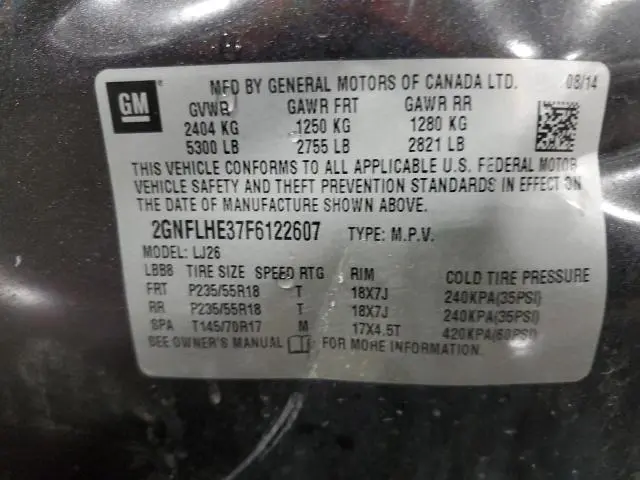 MFD BY GENERAL MOTORS OF CANADA LTD. 08/14
GM
GVWR GAWR FRT GAWR RR
2404 KG 1250 KG 1280 KG
5300 LB 2755 LB 2821 LB
THIS VEHICLE CONFORMS TO ALL APPLICABLE U.S. FEDERAL MOTOR
VEHICLE SAFETY AND THEFT PREVENTION STANDARDS IN EFFECT ON
THE DATE OF MANUFACTURE SHOWN ABOVE.
2GNFLHE37F6122607 TYPE: M.P.V.
MODEL: LJ26
LBB8 TIRE SIZE SPEED RTG RIM COLD TIRE PRESSURE
FRT P235/55R18 T 18X7J 240KPA(35PSI)
RR P235/55R18 T 18X7J 240KPA(35PSI)
SPA T145/70R17 M 17X4.5T 420KPA(60PSI)
SEE OWNER'S MANUAL FOR MORE INFORMATION.